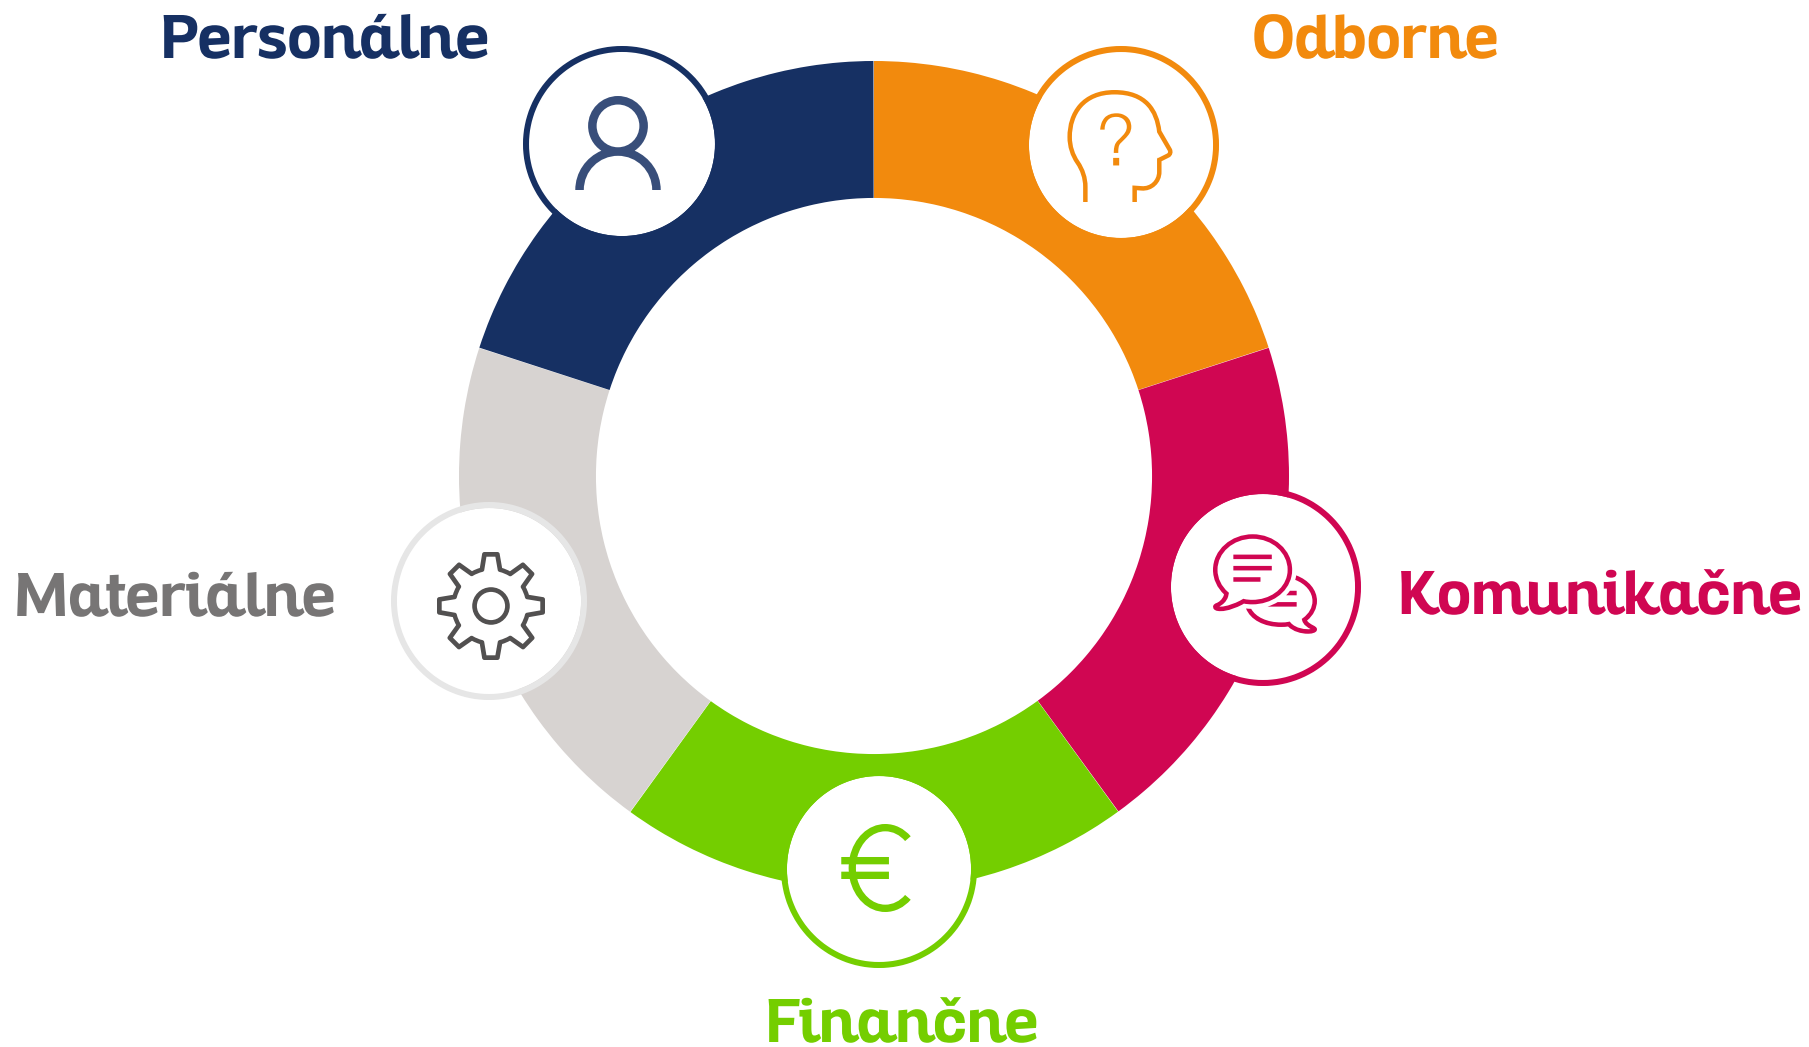 Personálne
Odborne
?
Materiálne
Komunikačne
€
Finančne